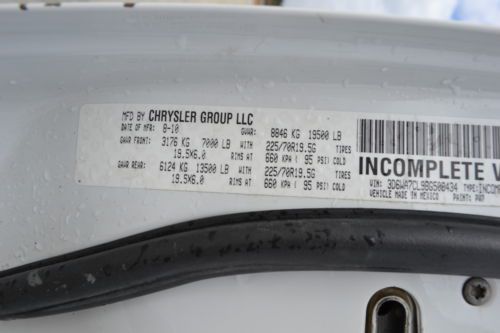 MFD BY CHRYSLER GROUP LLC
DATE OF MFR: 8-10 GVWR: 8846 KG 19500 LB
GAWR FRONT: 3176 KG 7000 LB WITH 225/70R19.5G TIRES
19.5X6.0 RIMS AT 660 KPA ( 95 PSI COLD
GAWR REAR: 6124 KG 13500 LB WITH 225/70R19.5G TIRES
19.5X6.0 RIMS AT 660 KPA ( 95 PSI COLD
INCOMPLETE V
VIN: 3D6WA7CL9BG500434 TYPE: INCO
VEHICLE MADE IN MEXICO PAINT: PW7